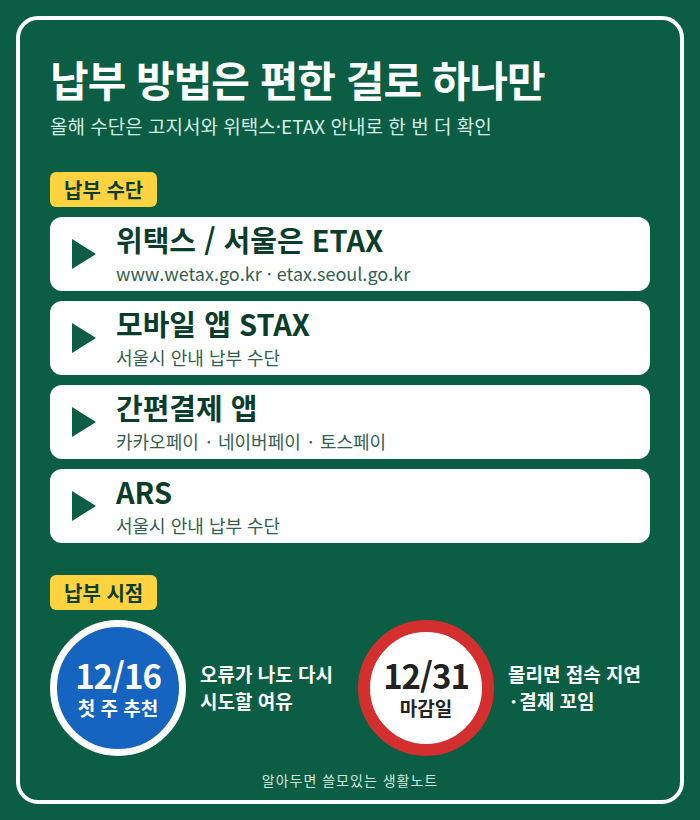 납부 방법은 편한 걸로 하나만
올해 수단은 고지서와 위택스·ETAX 안내로 한 번 더 확인
납부 수단
위택스 / 서울은 ETAX
www.wetax.go.kr · etax.seoul.go.kr
모바일 앱 STAX
서울시 안내 납부 수단
간편결제 앱
카카오페이 · 네이버페이 · 토스페이
ARS
서울시 안내 납부 수단
납부 시점
12/16
첫 주 추천
오류가 나도 다시
시도할 여유
12/31
마감일
몰리면 접속 지연
·결제 꼬임
알아두면 쓸모있는 생활노트